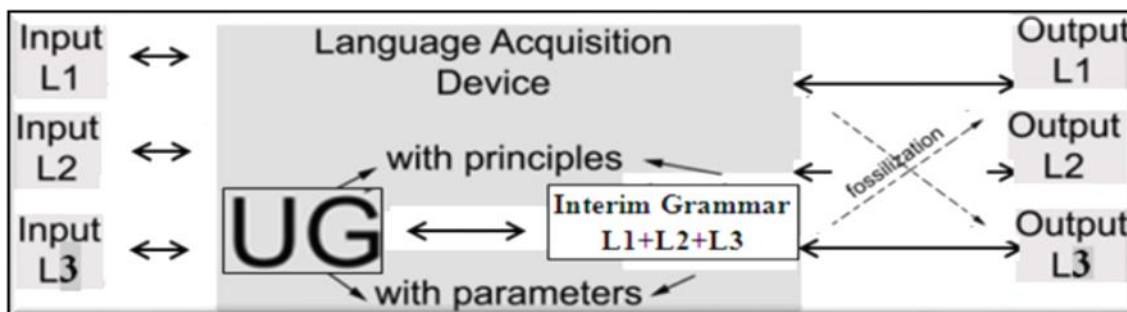 Input
L1
Input
L2
Input
L3
Language Acquisition
Device
with principles
UG
Interim Grammar
L1+L2+L3
with parameters
fossilization
Output
L1
Output
L2
Output
L3